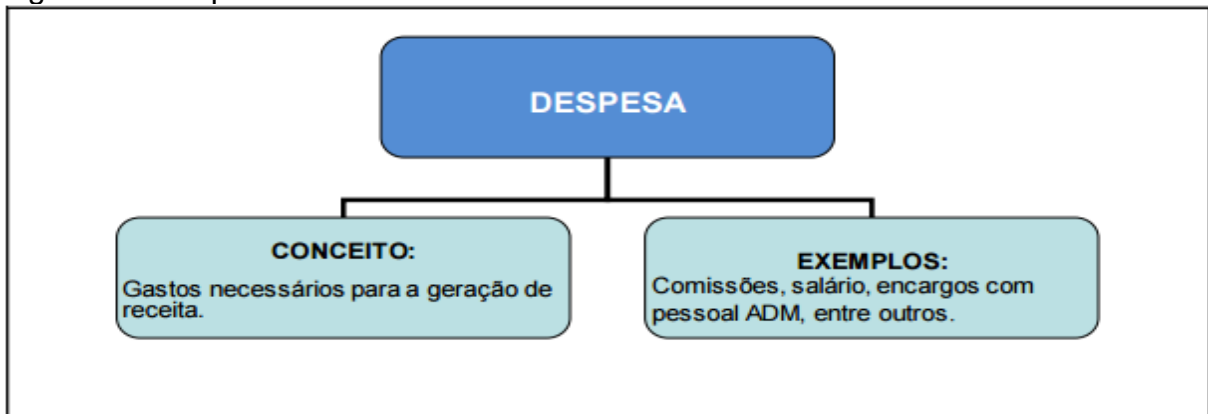 DESPESA
CONCEITO:
Gastos necessários para a geração de
receita.
EXEMPLOS:
Comissões, salário, encargos com
pessoal ADM, entre outros.